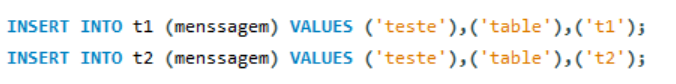 INSERT INTO t1 (menssagem) VALUES ('teste'),('table'),('t1');
INSERT INTO t2 (menssagem) VALUES ('teste'),('table'),('t2');